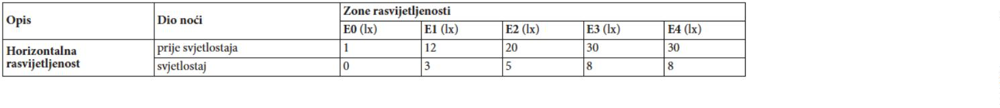 Opis Dio noći Zone rasvijetljenosti
E0 (lx) E1 (lx) E2 (lx) E3 (lx) E4 (lx)
Horizontalna rasvijetljenost prije svjetlostaja 1 12 20 30 30
svjetlostaj 0 3 5 8 8